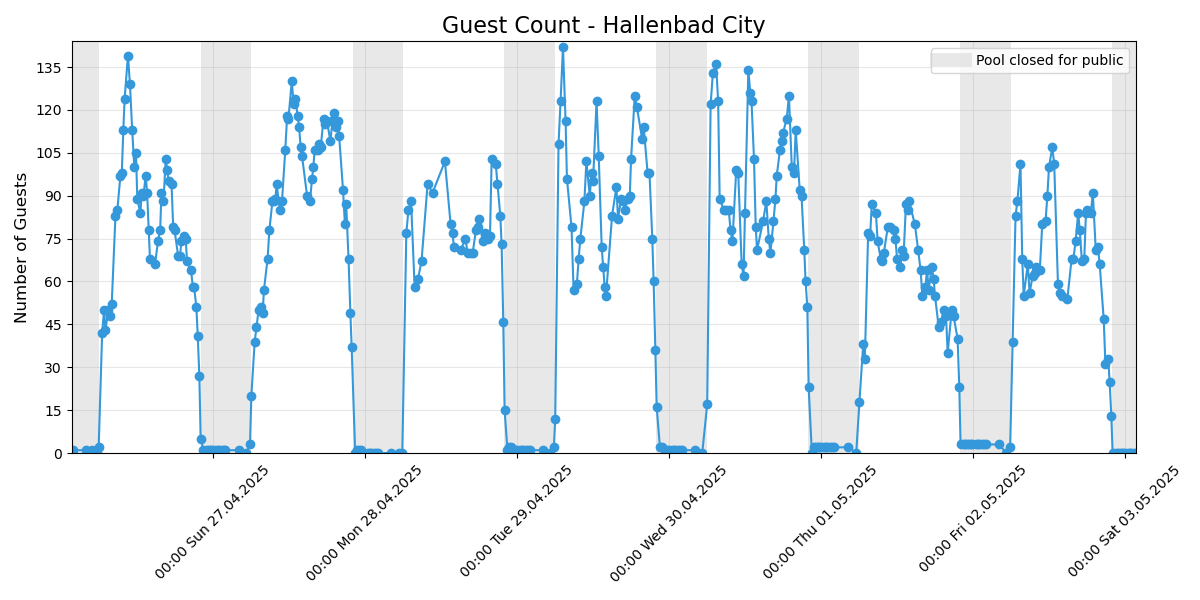 Guest Count - Hallenbad City
Pool closed for public
Number of Guests
135
120
105
90
75
60
45
30
15
0
00:00 Sun 27.04.2025
00:00 Mon 28.04.2025
00:00 Tue 29.04.2025
00:00 Wed 30.04.2025
00:00 Thu 01.05.2025
00:00 Fri 02.05.2025
00:00 Sat 03.05.2025